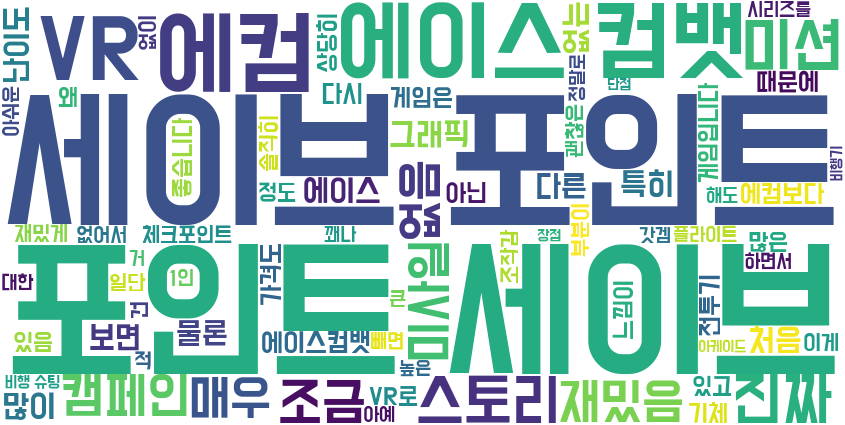 난이도
VR
없이
에컴
상당히
에이스 컴뱃
없는
정말로
단점
미션
시리즈를
때문에
아쉬운
왜
다시
게임은
괜찮은
게임입니다
비행기
세이브 포인트
좋습니다
솔직히
그래픽
정도
에이스
없음
아닌
다른
특히
해도
에컴보다
재밌게
없어서
체크포인트
꽤나
조작감
장점
부분이
갓겜
플라이트
많은
하면서
대한
포인트 세이브
거
일단
1인
건
가격도
미사일
큰
느낌이
전투기
있음
보면
물론
적
에이스컴뱃
빼면
높은
아케이드
처음
이게
비행 슈팅
많이
캠페인
매우
조금
VR로
아예
스토리
재밌음
있고
기체
진짜